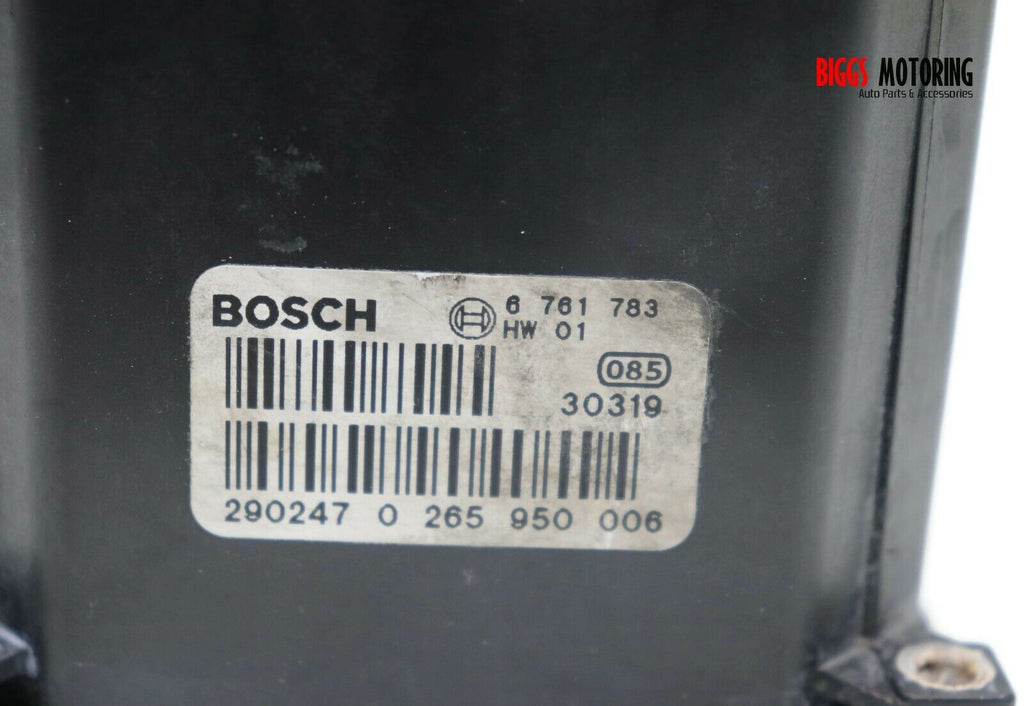 BIGGS MOTORING
Auto Parts & Accessories
BOSCH
6 761 783
HW 01
085
30319
290247 0 265 950 006